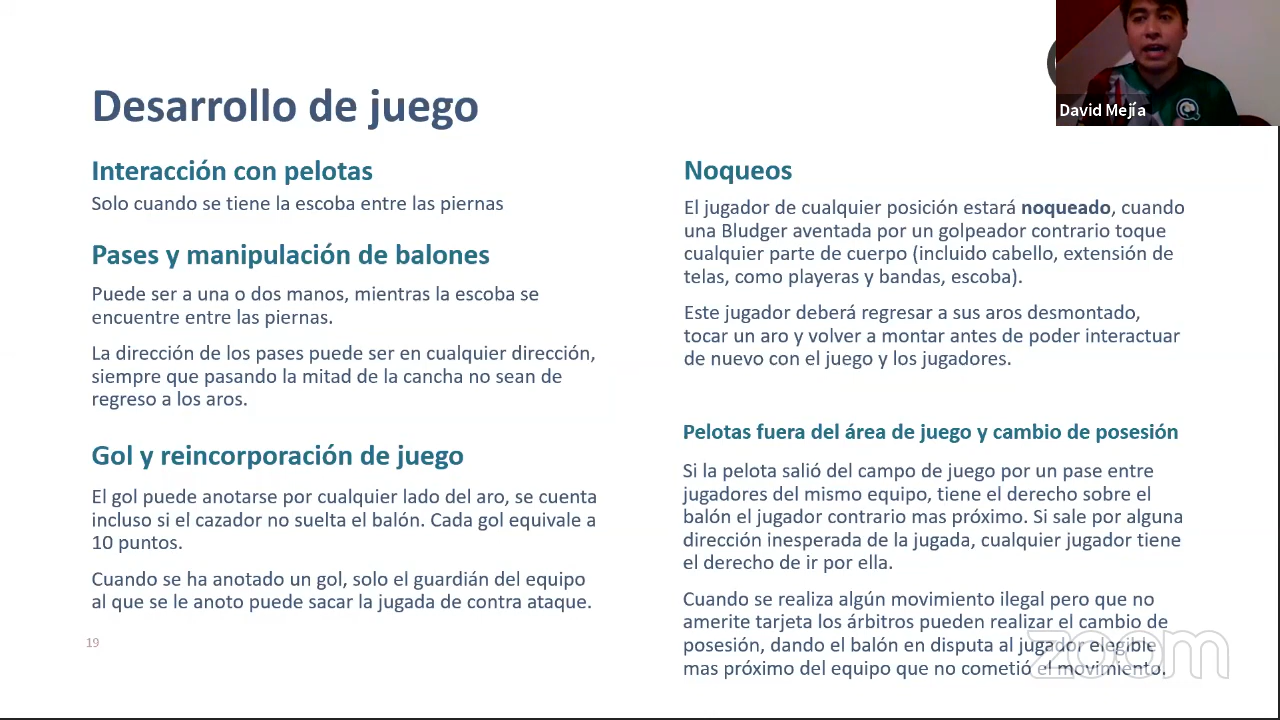 Desarrollo de juego
Interacción con pelotas
Solo cuando se tiene la escoba entre las piernas
Pases y manipulación de balones
Puede ser a una o dos manos, mientras la escoba se
encuentre entre las piernas.
La dirección de los pases puede ser en cualquier dirección,
siempre que pasando la mitad de la cancha no sean de
regreso a los aros.
Gol y reincorporación de juego
El gol puede anotarse por cualquier lado del aro, se cuenta
incluso si el cazador no suelta el balón. Cada gol equivale a
10 puntos.
Cuando se ha anotado un gol, solo el guardián del equipo
al que se le anoto puede sacar la jugada de contra ataque.
19
Noqueos
El jugador de cualquier posición estará noqueado, cuando
una Bludger aventada por un golpeador contrario toque
cualquier parte de cuerpo (incluido cabello, extensión de
telas, como playeras y bandas, escoba).
Este jugador deberá regresar a sus aros desmontado,
tocar un aro y volver a montar antes de poder interactuar
de nuevo con el juego y los jugadores.
Pelotas fuera del área de juego y cambio de posesión
Si la pelota salió del campo de juego por un pase entre
jugadores del mismo equipo, tiene el derecho sobre el
balón el jugador contrario mas próximo. Si sale por alguna
dirección inesperada de la jugada, cualquier jugador tiene
el derecho de ir por ella.
Cuando se realiza algún movimiento ilegal pero que no
amerite tarjeta los árbitros pueden realizar el cambio de
posesión, dando el balón en disputa al jugador elegible
mas próximo del equipo que no cometió el movimiento.
David Mejía
zoom